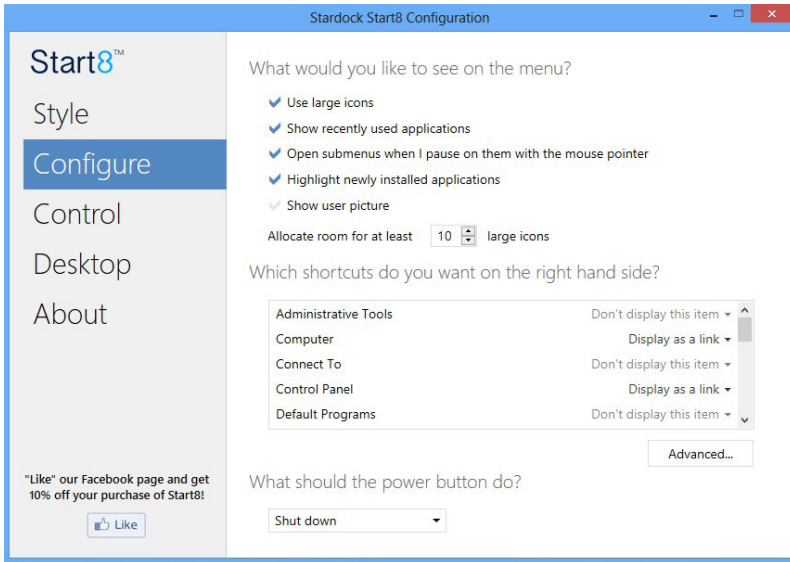 Stardock Start8 Configuration
Start8™
Style
Configure
Control
Desktop
About
"Like" our Facebook page and get
10% off your purchase of Start8!
Like
What would you like to see on the menu?
Use large icons
Show recently used applications
Open submenus when I pause on them with the mouse pointer
Highlight newly installed applications
Show user picture
Allocate room for at least 10 large icons
Which shortcuts do you want on the right hand side?
Administrative Tools Don't display this item
Computer Display as a link
Connect To Don't display this item
Control Panel Display as a link
Default Programs Don't display this item
Advanced...
What should the power button do?
Shut down